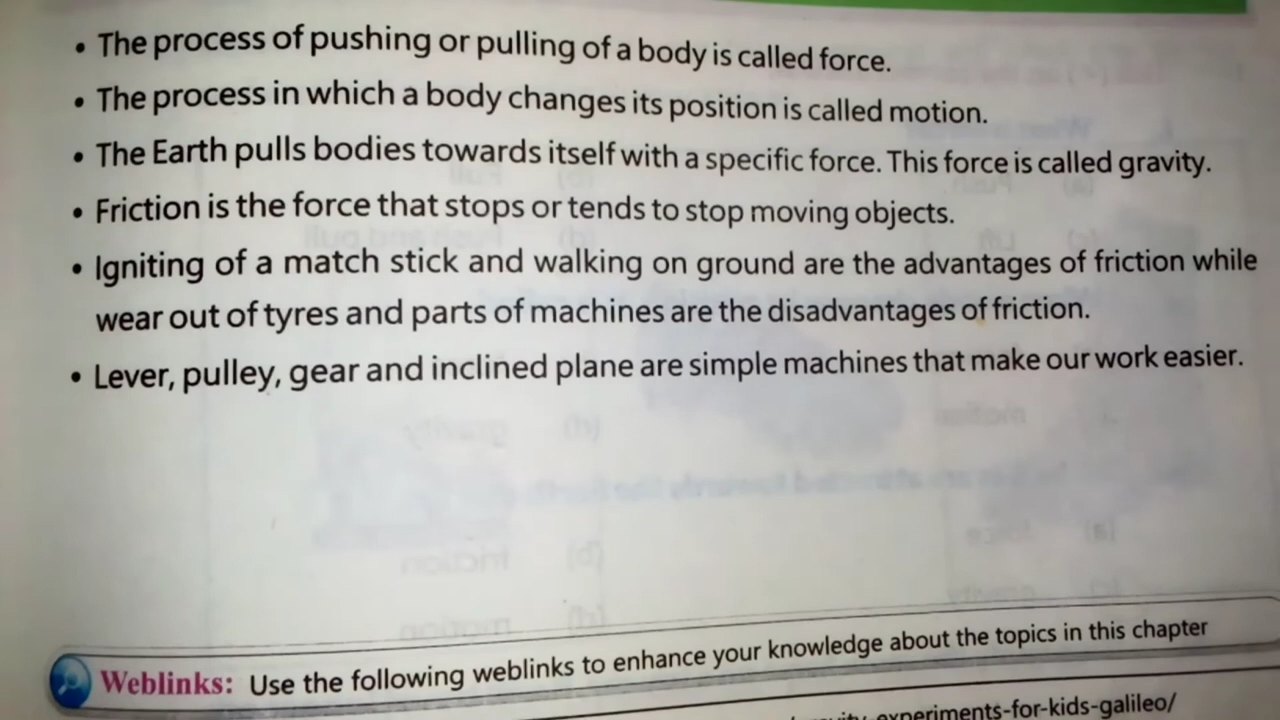 • The process of pushing or pulling of a body is called force.
• The process in which a body changes its position is called motion.
• The Earth pulls bodies towards itself with a specific force. This force is called gravity.
• Friction is the force that stops or tends to stop moving objects.
• Igniting of a match stick and walking on ground are the advantages of friction while
wear out of tyres and parts of machines are the disadvantages of friction.
• Lever, pulley, gear and inclined plane are simple machines that make our work easier.
Weblinks: Use the following weblinks to enhance your knowledge about the topics in this chapter
experiments-for-kids-galileo/